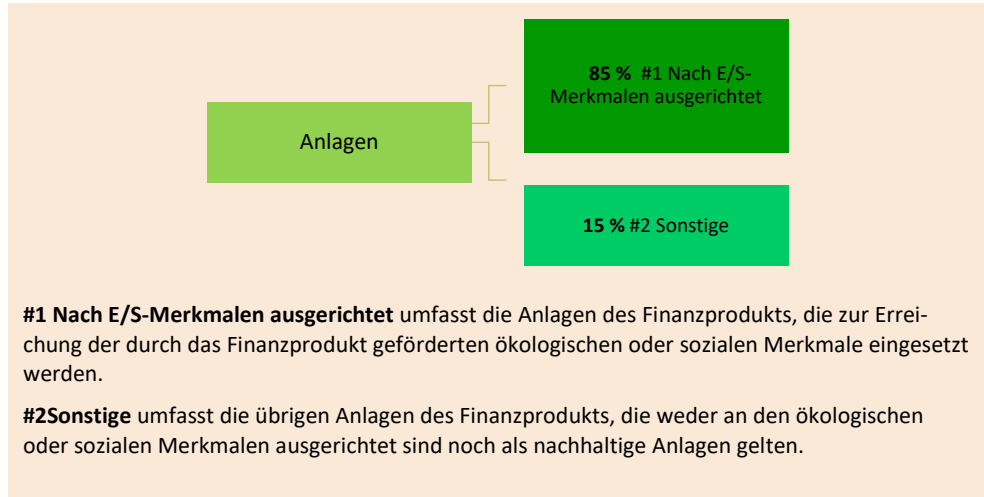 85 % #1 Nach E/S-
Merkmalen ausgerichtet
Anlagen
15 % #2 Sonstige
#1 Nach E/S-Merkmalen ausgerichtet umfasst die Anlagen des Finanzprodukts, die zur Errei-
chung der durch das Finanzprodukt geförderten ökologischen oder sozialen Merkmale eingesetzt
werden.
#2Sonstige umfasst die übrigen Anlagen des Finanzprodukts, die weder an den ökologischen
oder sozialen Merkmalen ausgerichtet sind noch als nachhaltige Anlagen gelten.